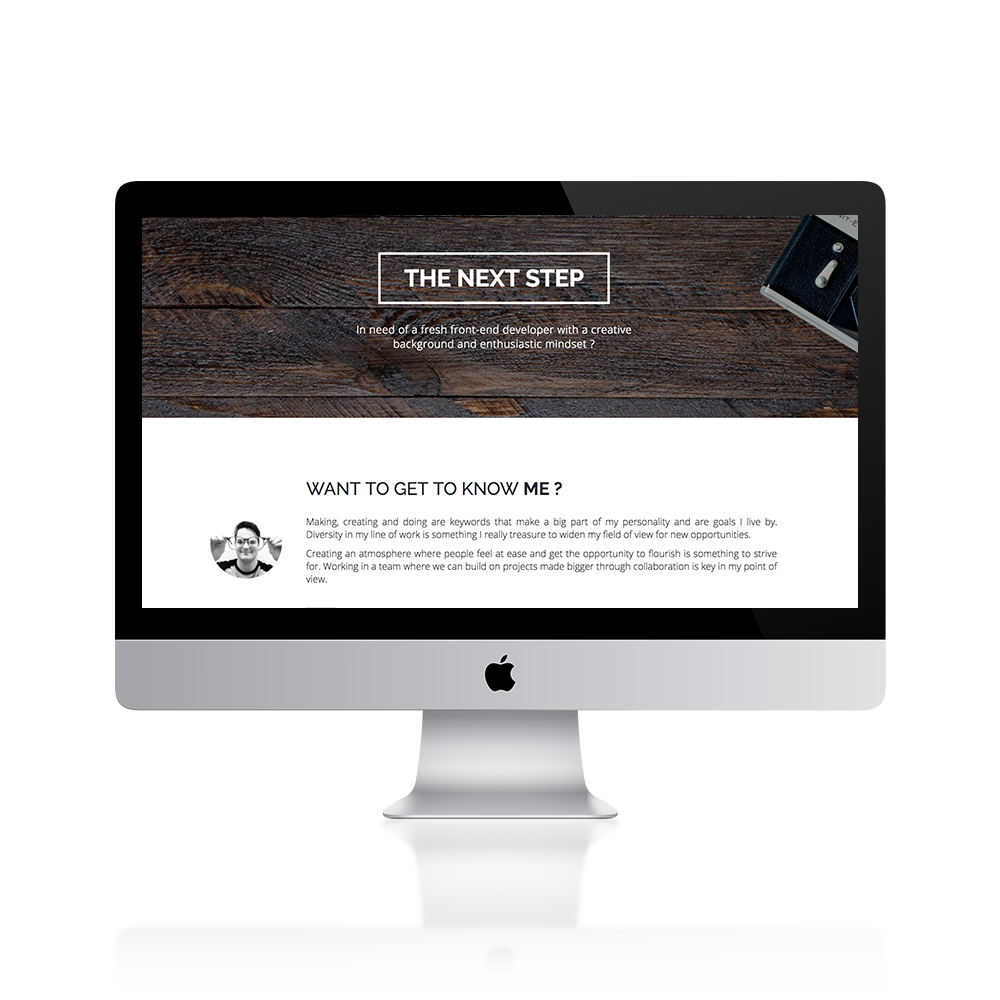 THE NEXT STEP
In need of a fresh front-end developer with a creative
background and enthusiastic mindset ?
WANT TO GET TO KNOW ME ?
Making, creating and doing are keywords that make a big part of my personality and are goals I live by.
Diversity in my line of work is something I really treasure to widen my field of view for new opportunities.
Creating an atmosphere where people feel at ease and get the opportunity to flourish is something to strive
for. Working in a team where we can build on projects made bigger through collaboration is key in my point of
view.